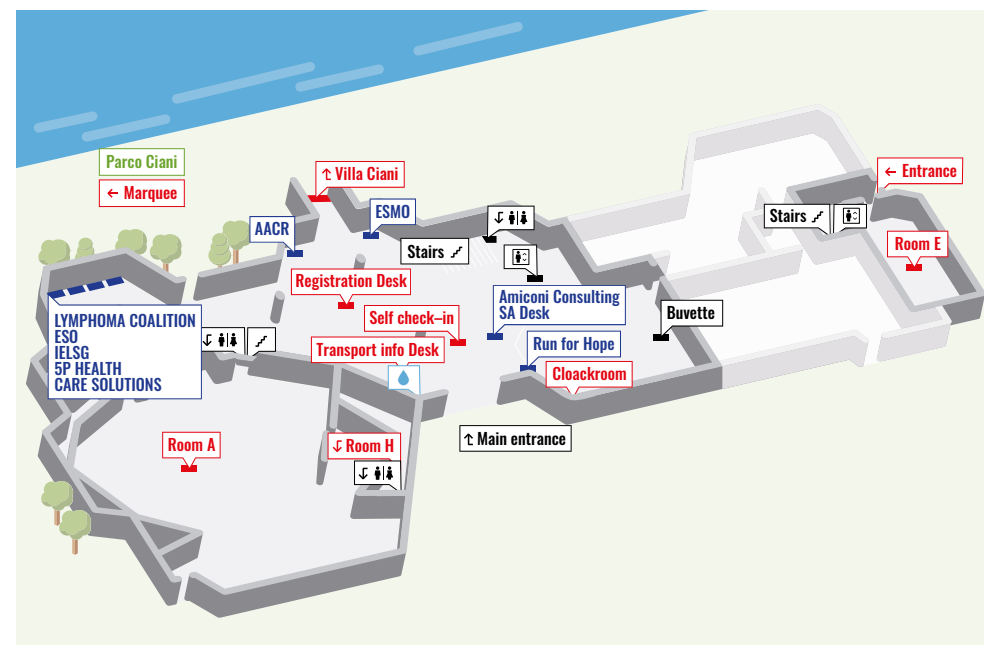 Parco Ciani
← Marquee
↑ Villa Ciani
← Entrance
AACR
ESMO
Stairs
Stairs
Room E
Registration Desk
Self check–in
Amiconi Consulting
SA Desk
Buvette
LYMPHOMA COALITION
ESO
IELSG
5P HEALTH
CARE SOLUTIONS
Transport info Desk
Run for Hope
Cloackroom
↑ Main entrance
Room A
Room H